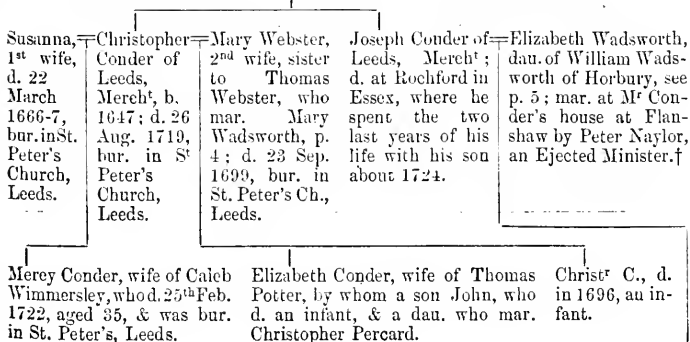 Susanna,
1st wife,
d. 22
March
1666-7,
bur. in St.
Peter's
Church,
Leeds.
Christopher
Conder of
Leeds,
Mercht, b.
1647; d. 26
Aug. 1719,
bur. in St
Peter's
Church,
Leeds.
Mary Webster,
2nd wife, sister
to Thomas
Webster, who
mar. Mary
Wadsworth, p.
4; d. 23 Sep.
1699, bur. in
St. Peter's Ch.,
Leeds.
Joseph Conder of
Leeds, Mercht;
d. at Rochford in
Essex, where he
spent the two
last years of his
life with his son
about 1724.
Elizabeth Wadsworth,
dau. of William Wads-
worth of Horbury, see
p. 5; mar. at Mr Con-
der's house at Flan-
shaw by Peter Naylor,
an Ejected Minister.†
Mercy Conder, wife of Caleb
Wimmersley, who d. 25th Feb.
1722, aged 35, & was bur.
in St. Peter's, Leeds.
Elizabeth Conder, wife of Thomas
Potter, by whom a son John, who
d. an infant, & a dau. who mar.
Christopher Percard.
Christr C., d.
in 1696, an in-
fant.